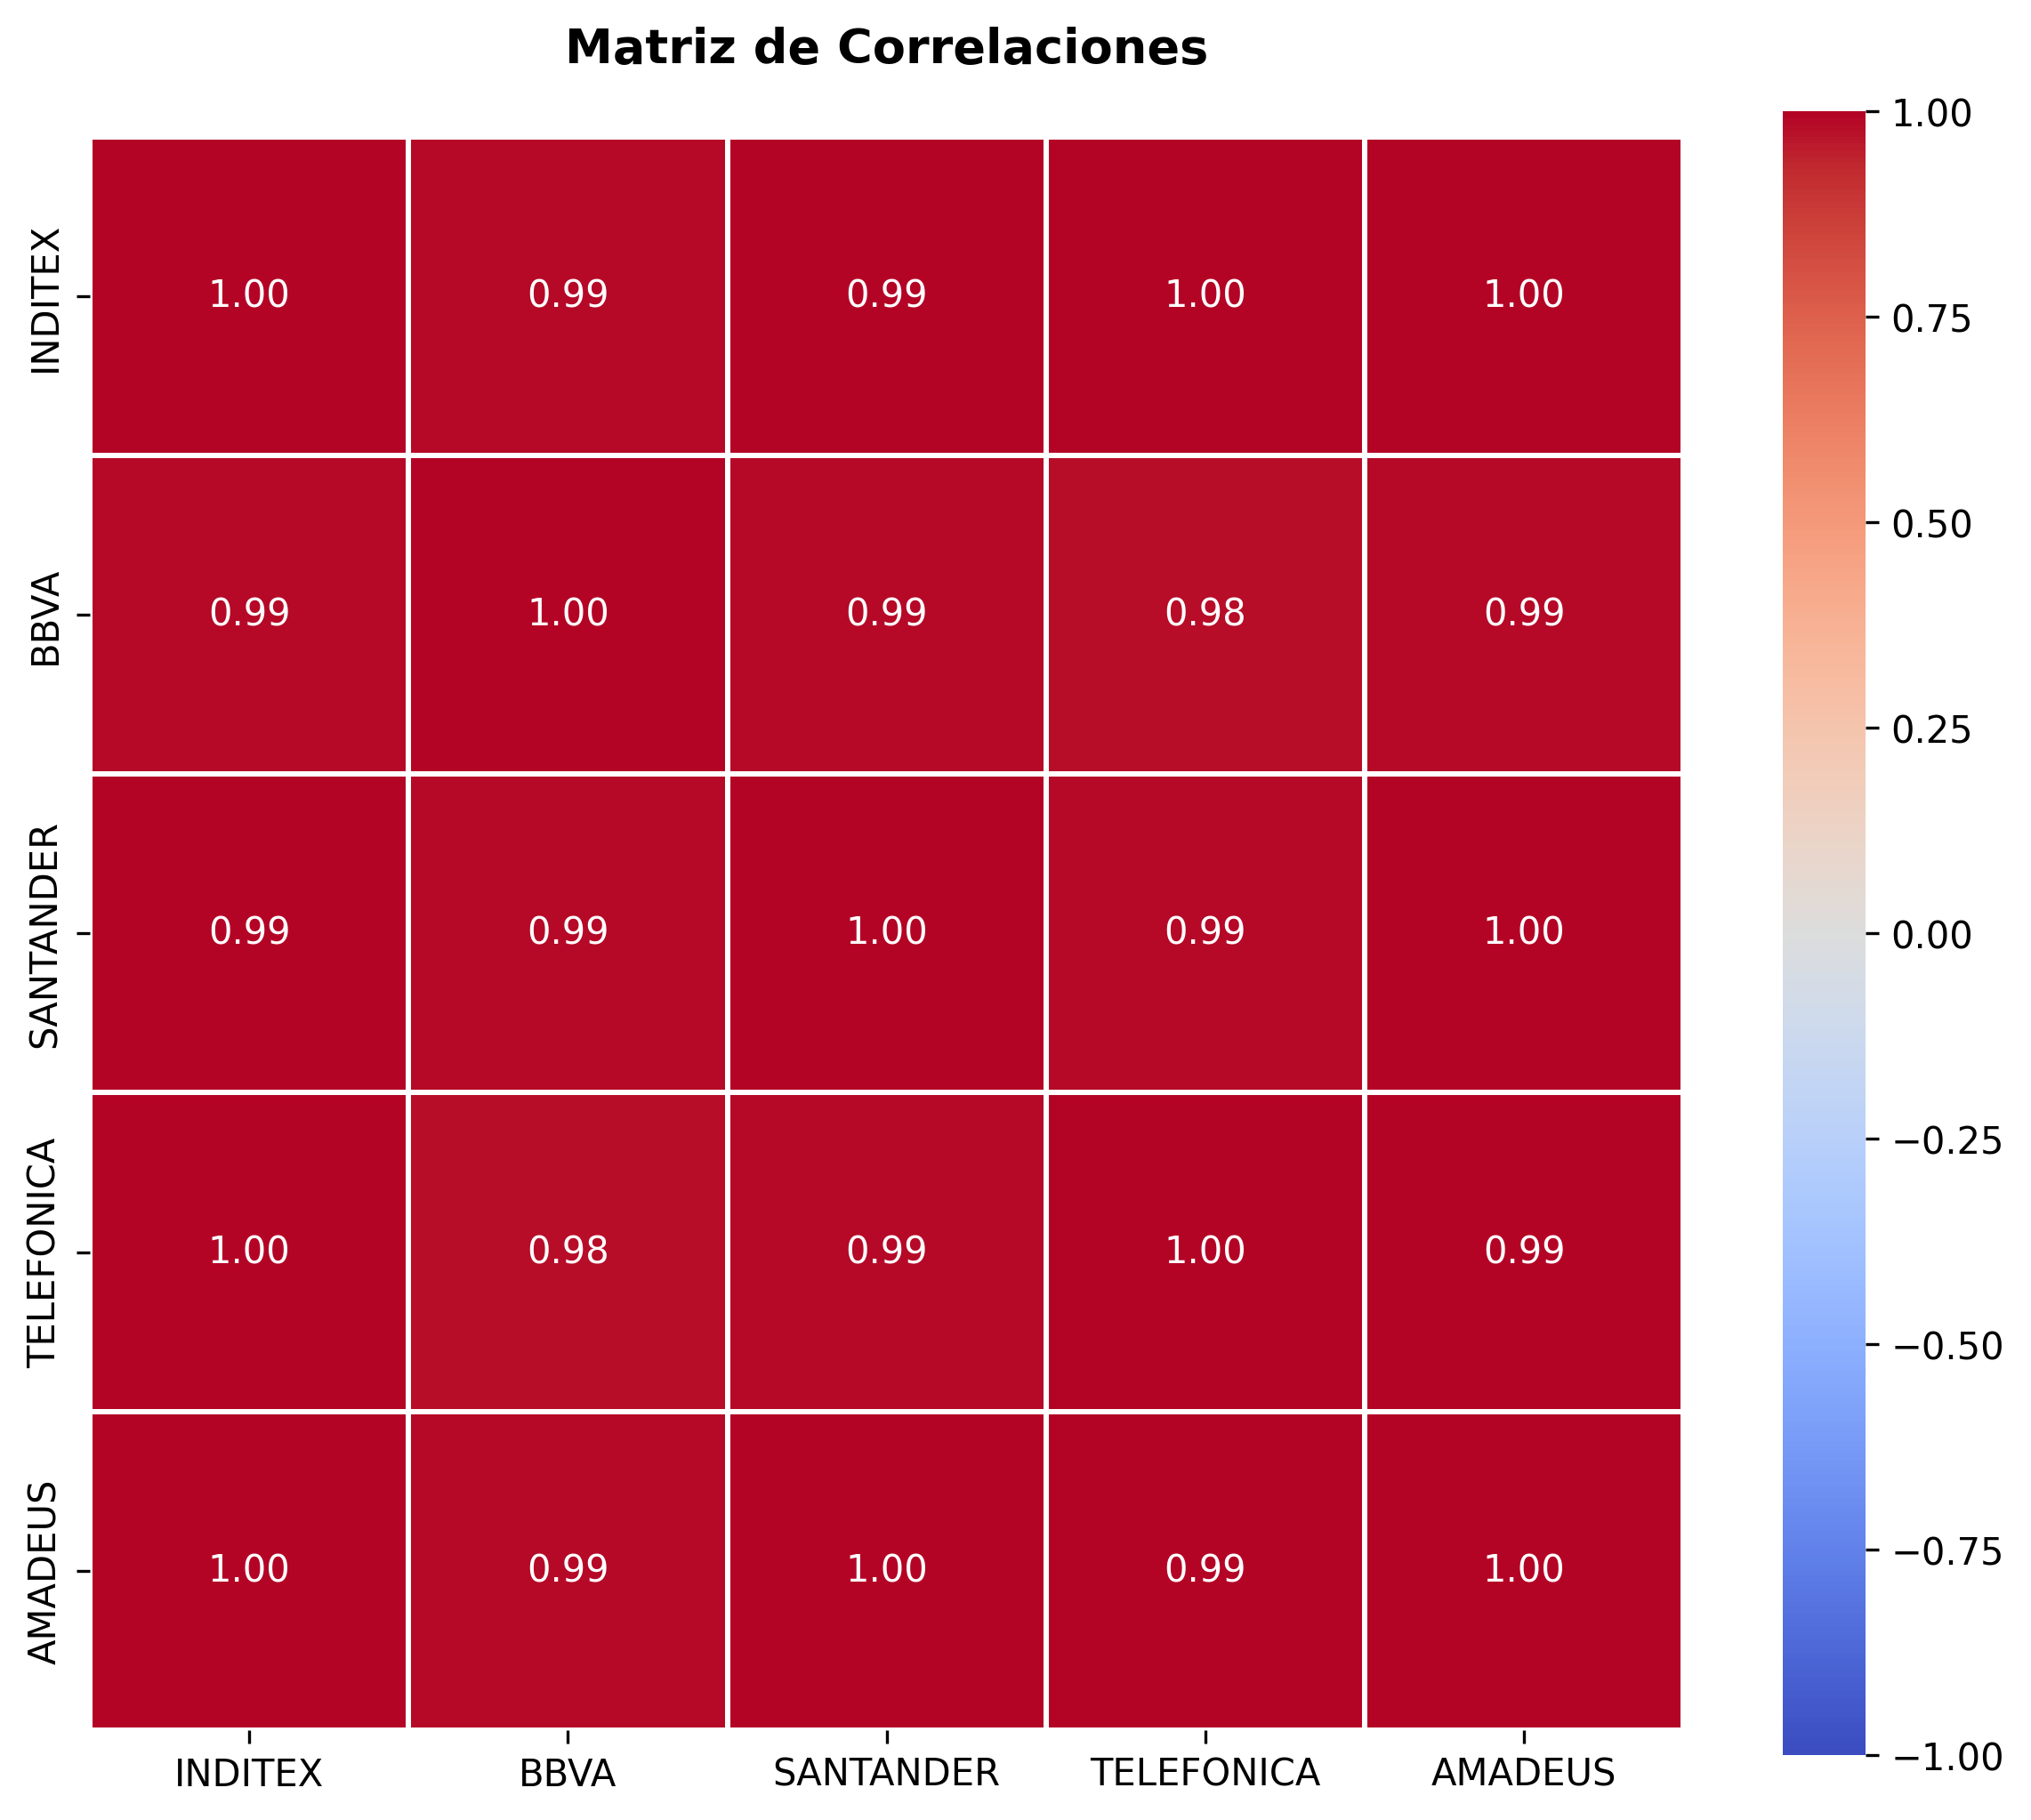 Matriz de Correlaciones
INDITEX 1.00 0.99 0.99 1.00 1.00
BBVA 0.99 1.00 0.99 0.98 0.99
SANTANDER 0.99 0.99 1.00 0.99 1.00
TELEFONICA 1.00 0.98 0.99 1.00 0.99
AMADEUS 1.00 0.99 1.00 0.99 1.00
INDITEX BBVA SANTANDER TELEFONICA AMADEUS
1.00
0.75
0.50
0.25
0.00
−0.25
−0.50
−0.75
−1.00